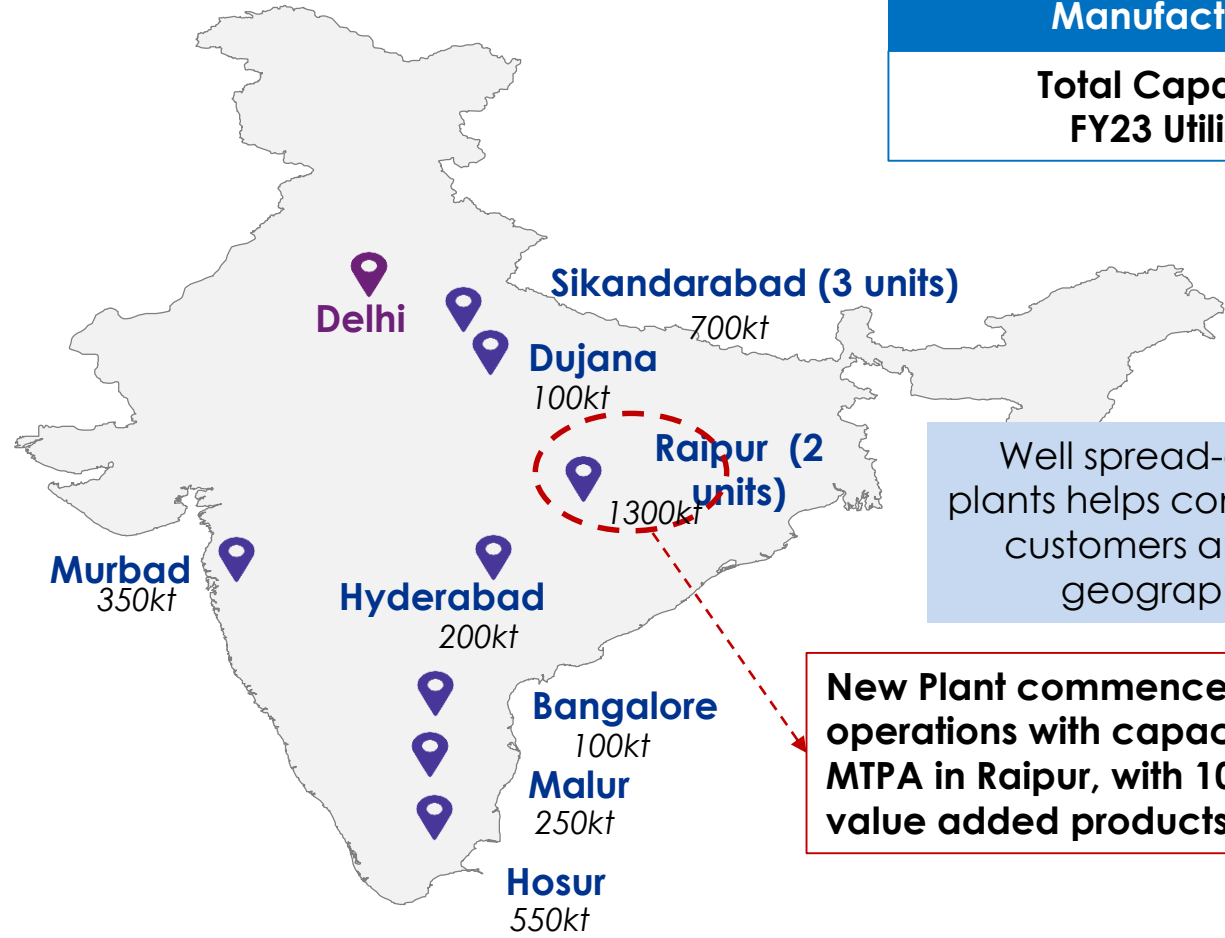 Manufact
Total Capa
FY23 Utili
Sikandarabad (3 units)
700kt
Delhi
Dujana
100kt
Raipur (2
units)
1300kt
Well spread-
plants helps co
customers a
geograp
Murbad
350kt
Hyderabad
200kt
New Plant commence
operations with capac
MTPA in Raipur, with 10
value added products
Bangalore
100kt
Malur
250kt
Hosur
550kt